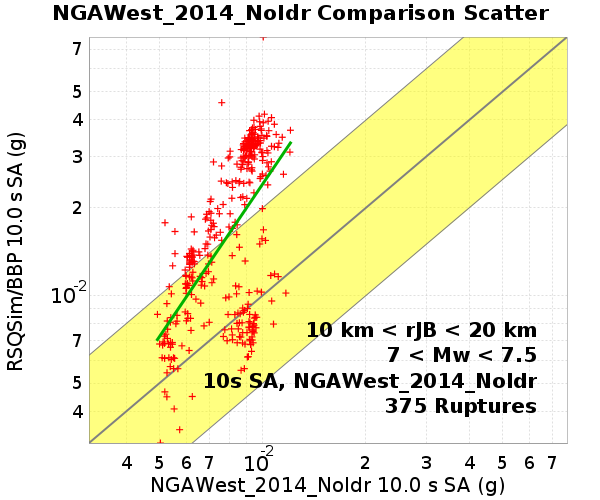 NGAWest_2014_NoIdr Comparison Scatter
RSQSim/BBP 10.0 s SA (g)
7
5
4
3
2
10-2
7
5
4
10 km < rJB < 20 km
7 < Mw < 7.5
10s SA, NGAWest_2014_NoIdr
375 Ruptures
4 5 6 7 10-2 2 3 4 5 6 7
NGAWest_2014_NoIdr 10.0 s SA (g)